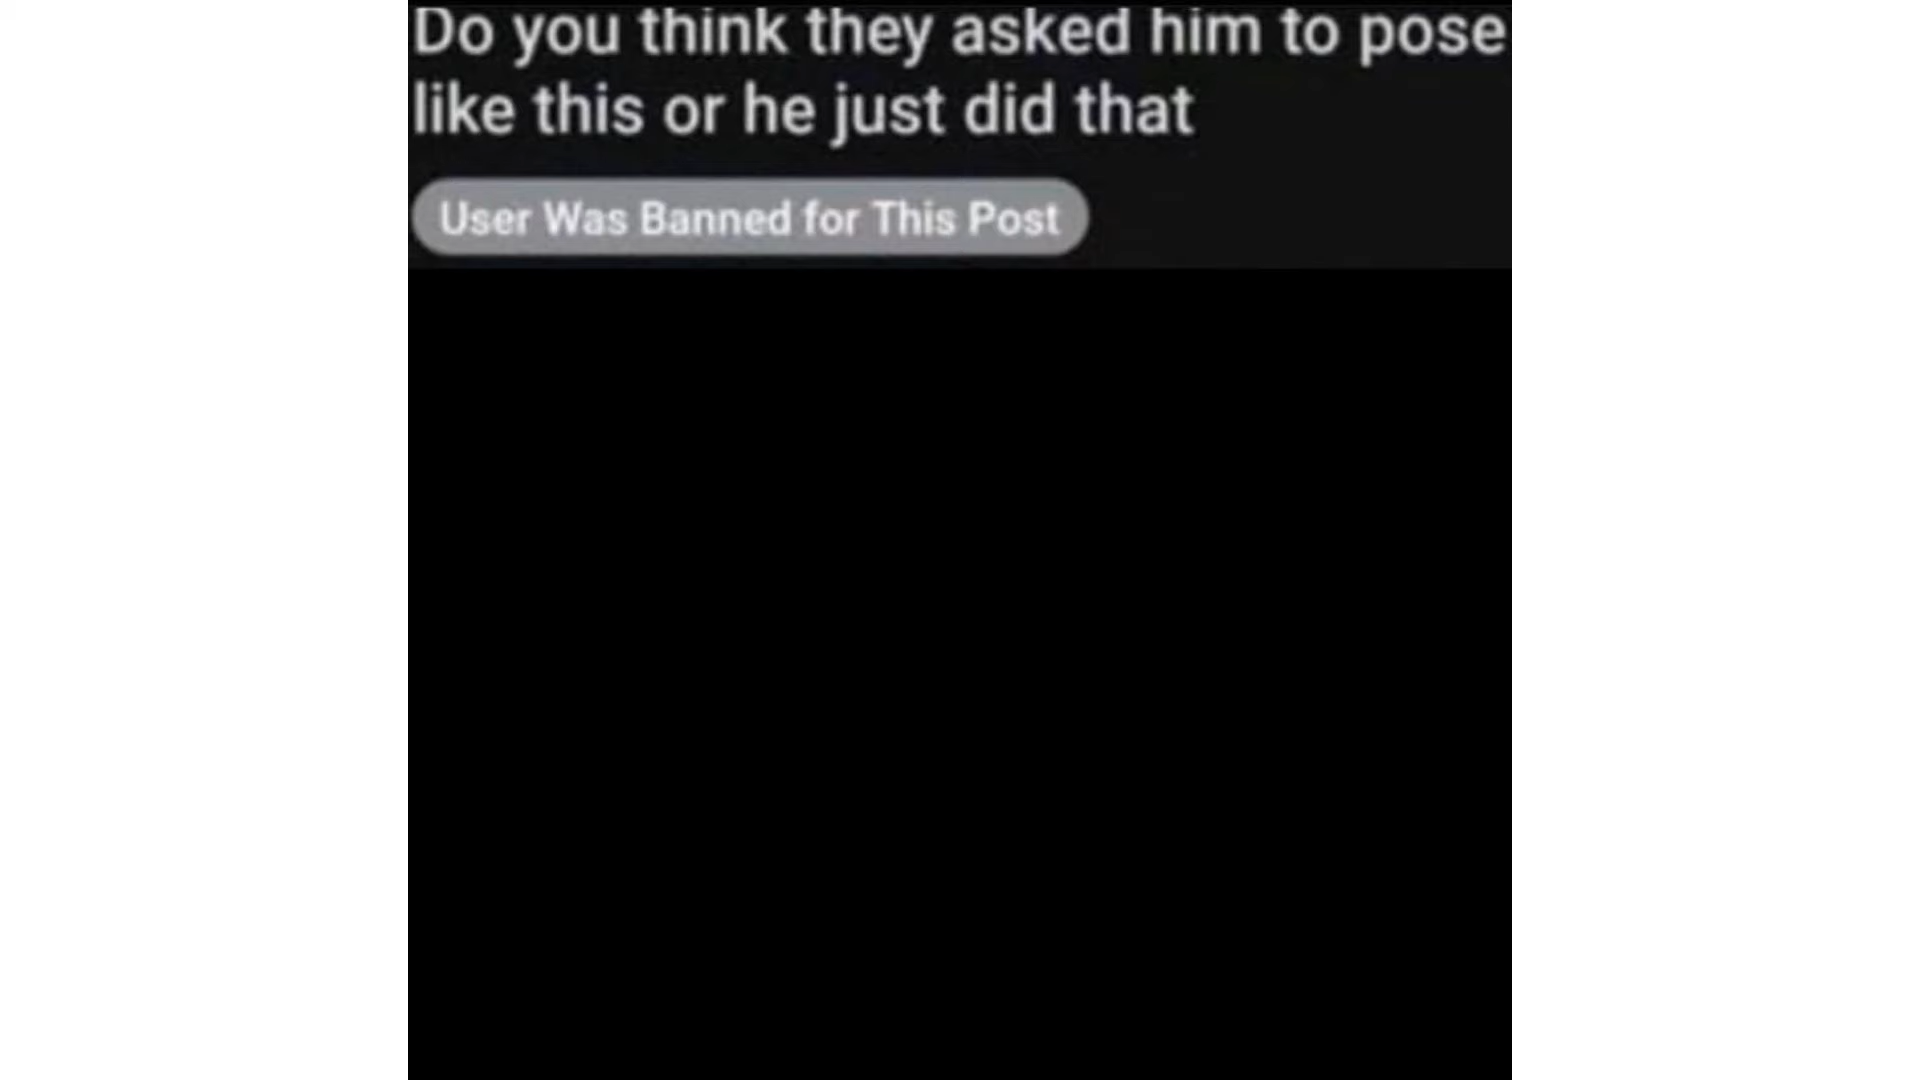 Do you think they asked him to pose
like this or he just did that
User Was Banned for This Post